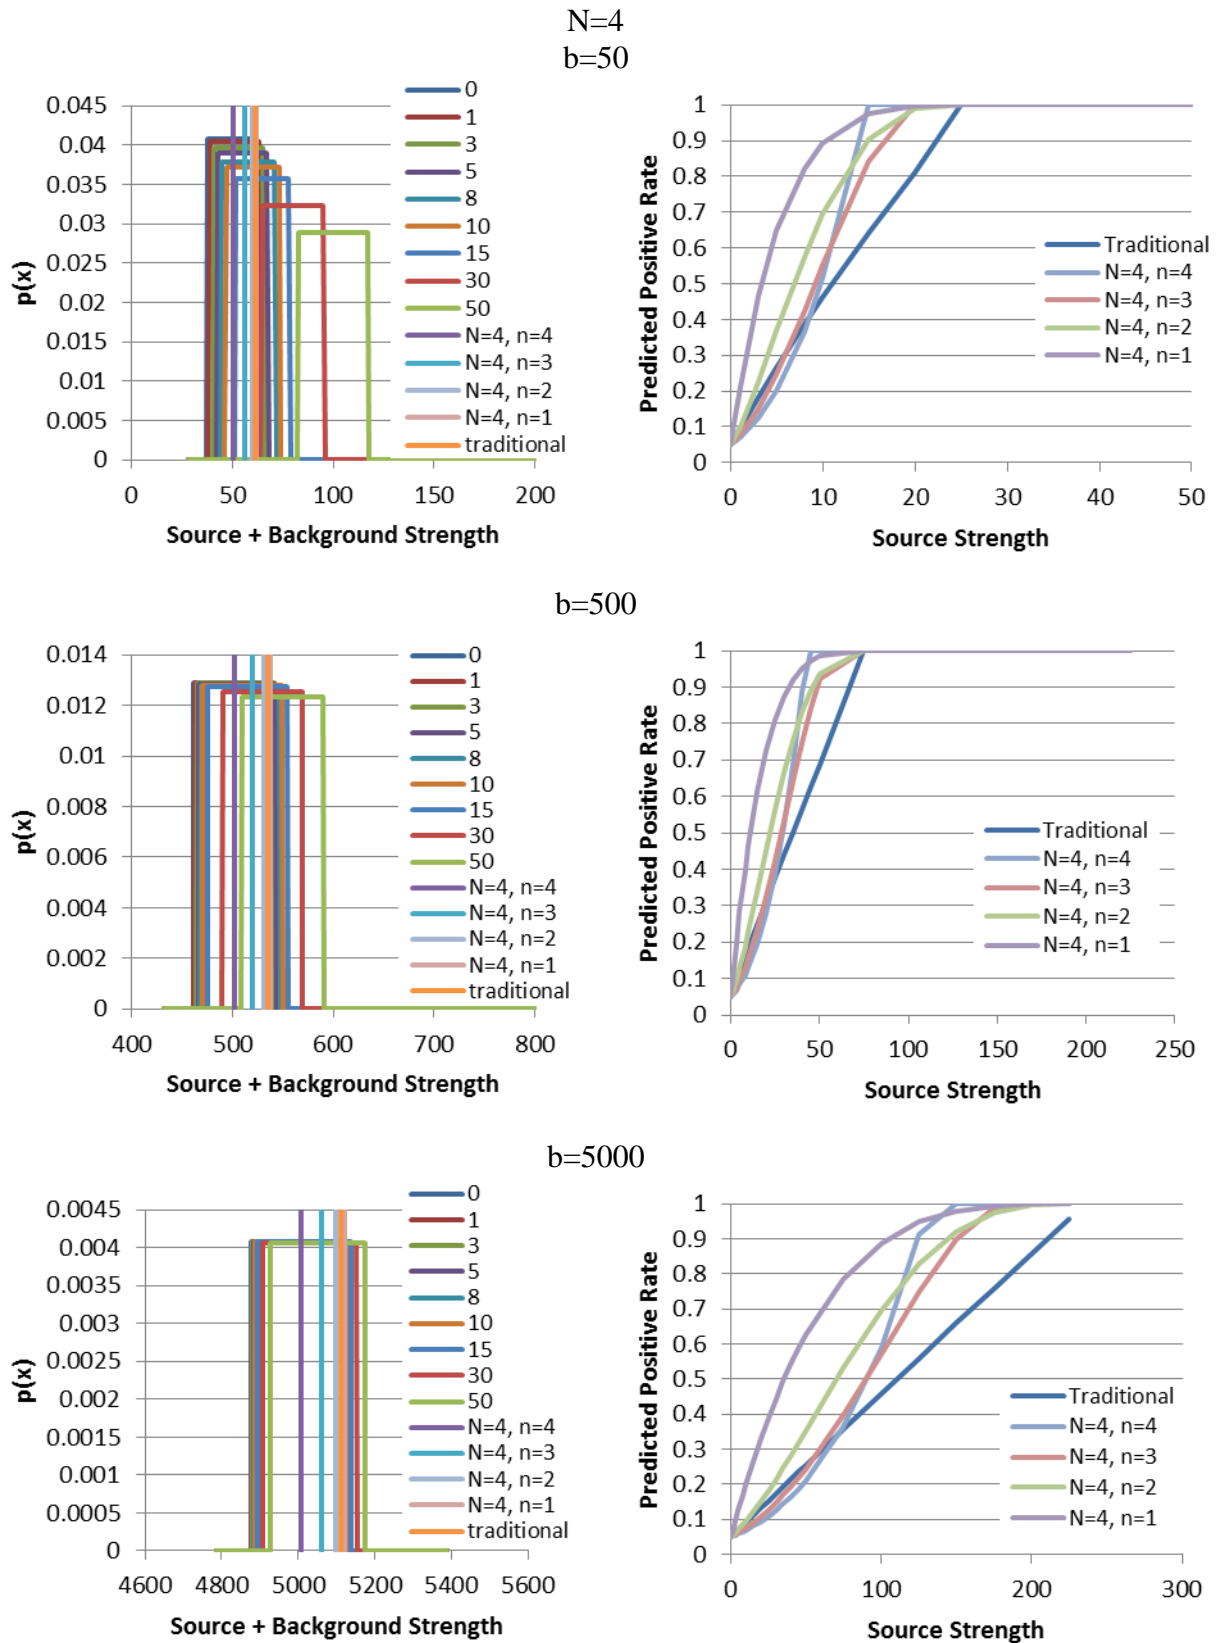 N=4
b=50
0.045
0.04
0.035
0.03
0.025
0.02
0.015
0.01
0.005
0
p(x)
0 50 100 150 200
Source + Background Strength
0
1
3
5
8
10
15
30
50
N=4, n=4
N=4, n=3
N=4, n=2
N=4, n=1
traditional
1
0.9
0.8
0.7
0.6
0.5
0.4
0.3
0.2
0.1
0
Predicted Positive Rate
0 10 20 30 40 50
Source Strength
Traditional
N=4, n=4
N=4, n=3
N=4, n=2
N=4, n=1
b=500
0.014
0.012
0.01
0.008
0.006
0.004
0.002
0
p(x)
400 500 600 700 800
Source + Background Strength
0
1
3
5
8
10
15
30
50
N=4, n=4
N=4, n=3
N=4, n=2
N=4, n=1
traditional
1
0.9
0.8
0.7
0.6
0.5
0.4
0.3
0.2
0.1
0
Predicted Positive Rate
0 50 100 150 200 250
Source Strength
Traditional
N=4, n=4
N=4, n=3
N=4, n=2
N=4, n=1
b=5000
0.0045
0.004
0.0035
0.003
0.0025
0.002
0.0015
0.001
0.0005
0
p(x)
4600 4800 5000 5200 5400 5600
Source + Background Strength
0
1
3
5
8
10
15
30
50
N=4, n=4
N=4, n=3
N=4, n=2
N=4, n=1
traditional
1
0.9
0.8
0.7
0.6
0.5
0.4
0.3
0.2
0.1
0
Predicted Positive Rate
0 100 200 300
Source Strength
Traditional
N=4, n=4
N=4, n=3
N=4, n=2
N=4, n=1